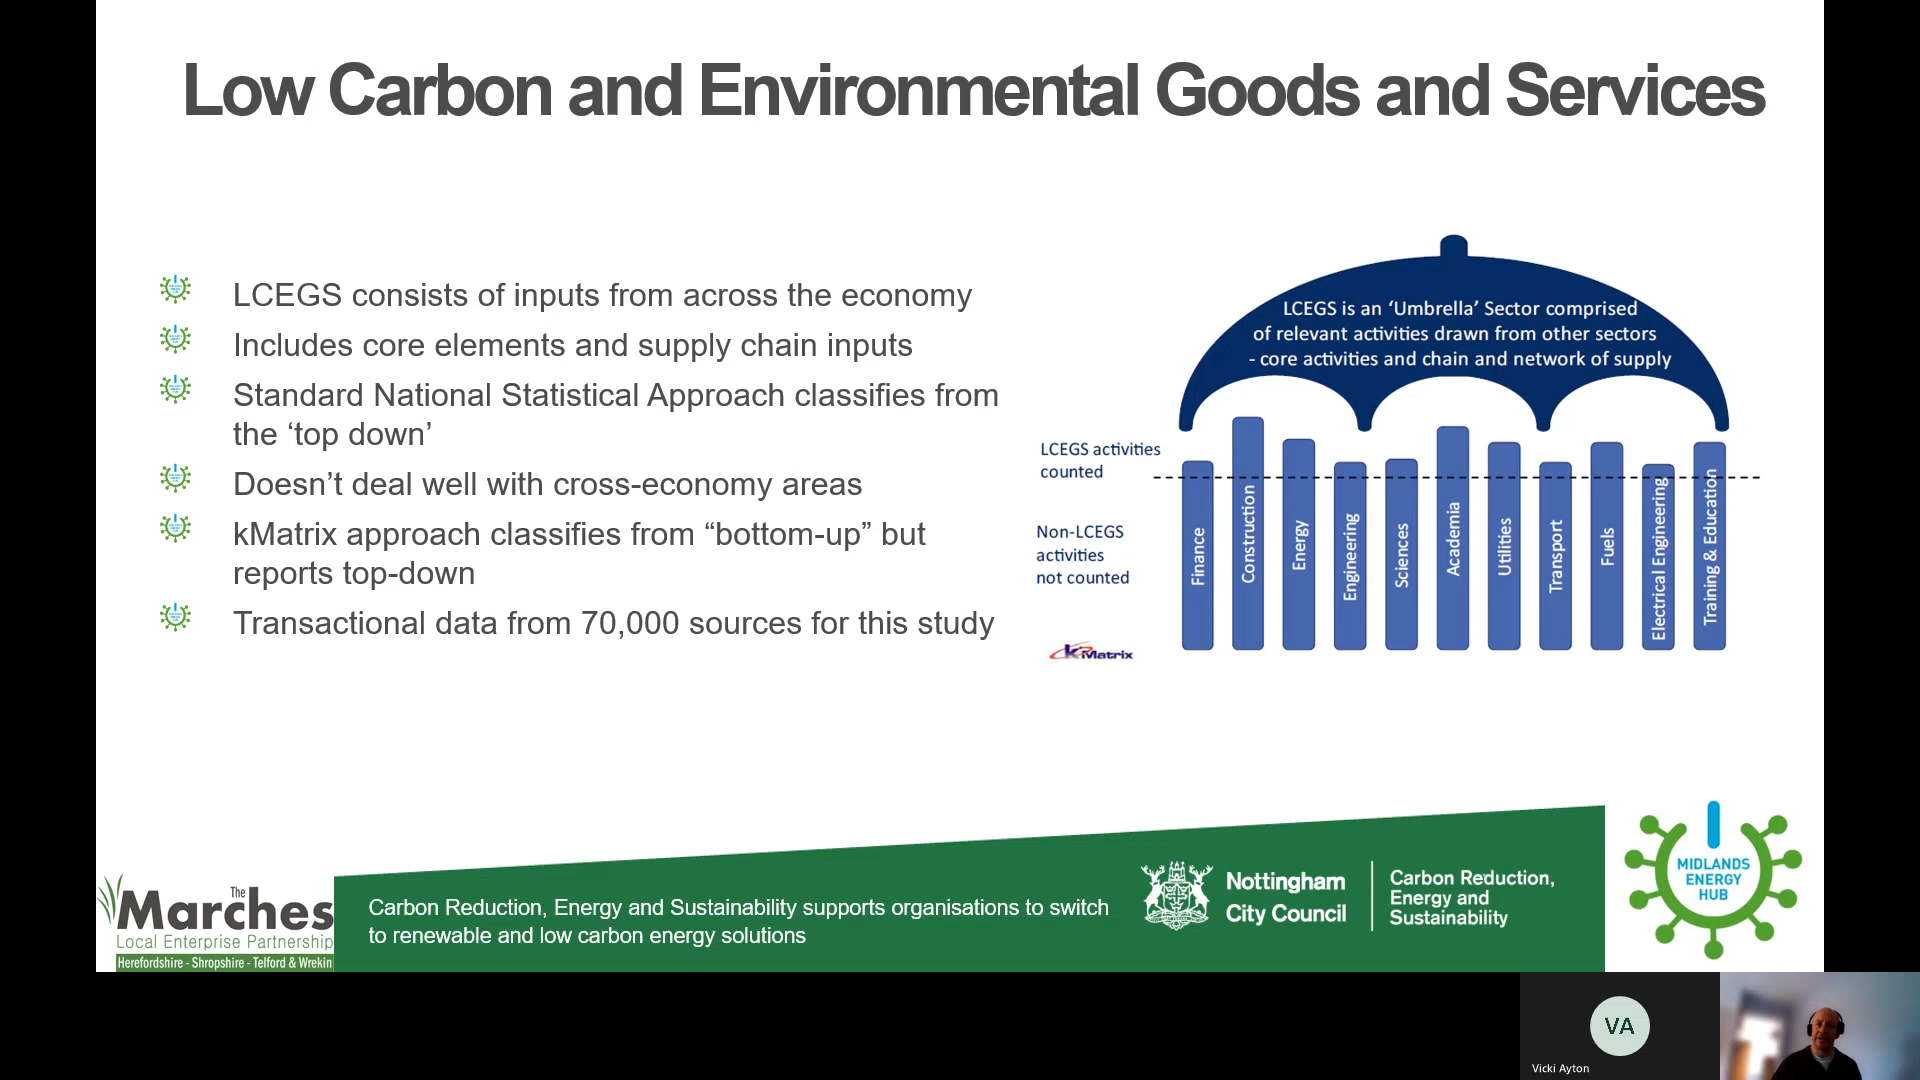 Low Carbon and Environmental Goods and Services
LCEGS consists of inputs from across the economy
Includes core elements and supply chain inputs
Standard National Statistical Approach classifies from
the ‘top down’
Doesn’t deal well with cross-economy areas
kMatrix approach classifies from “bottom-up” but
reports top-down
Transactional data from 70,000 sources for this study
LCEGS is an ‘Umbrella’ Sector comprised
of relevant activities drawn from other sectors
- core activities and chain and network of supply
LCEGS activities
counted
Non-LCEGS
activities
not counted
Finance
Construction
Energy
Engineering
Sciences
Academia
Utilities
Transport
Fuels
Electrical Engineering
Training & Education
kMatrix
The
Marches
Local Enterprise Partnership
Herefordshire - Shropshire - Telford & Wrekin
Carbon Reduction, Energy and Sustainability supports organisations to switch
to renewable and low carbon energy solutions
Nottingham
City Council
Carbon Reduction,
Energy and
Sustainability
MIDLANDS
ENERGY
HUB
VA
Vicki Ayton